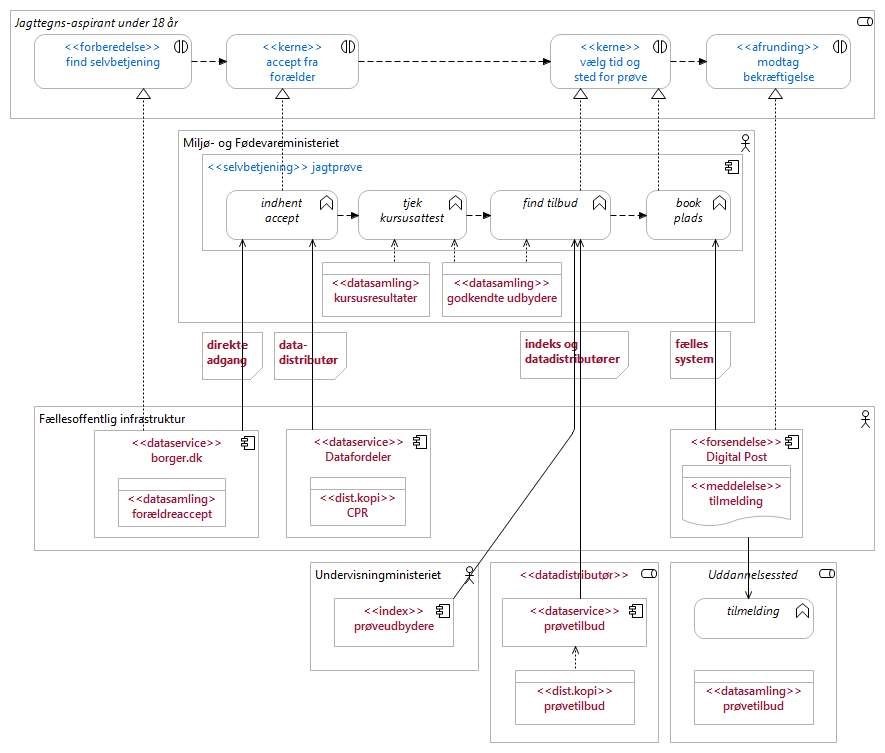 Jagttegns-aspirant under 18 år
<<forberedelse>>
find selvbetjening
<<kerne>>
accept fra
forælder
<<kerne>>
vælg tid og
sted for prøve
<<afrunding>>
modtag
bekræftigelse
Miljø- og Fødevareministeriet
<<selvbetjening>> jagtprøve
indhent
accept
tjek
kursusattest
find tilbud
book
plads
<<datasamling>
kursusresultater
<<datasamling>>
godkendte udbydere
direkte
adgang
data-
distributør
indeks og
datadistributører
fælles
system
Fællesoffentlig infrastruktur
<<dataservice>>
borger.dk
<<datasamling>
forældreaccept
<<dataservice>>
Datafordeler
<<dist.kopi>>
CPR
<<forsendelse>>
Digital Post
<<meddelelse>>
tilmelding
Undervisningministeriet
<<index>>
prøveudbydere
<<datadistributør>>
<<dataservice>>
prøvetilbud
<<dist.kopi>>
prøvetilbud
Uddannelsessted
tilmelding
<<datasamling>>
prøvetilbud